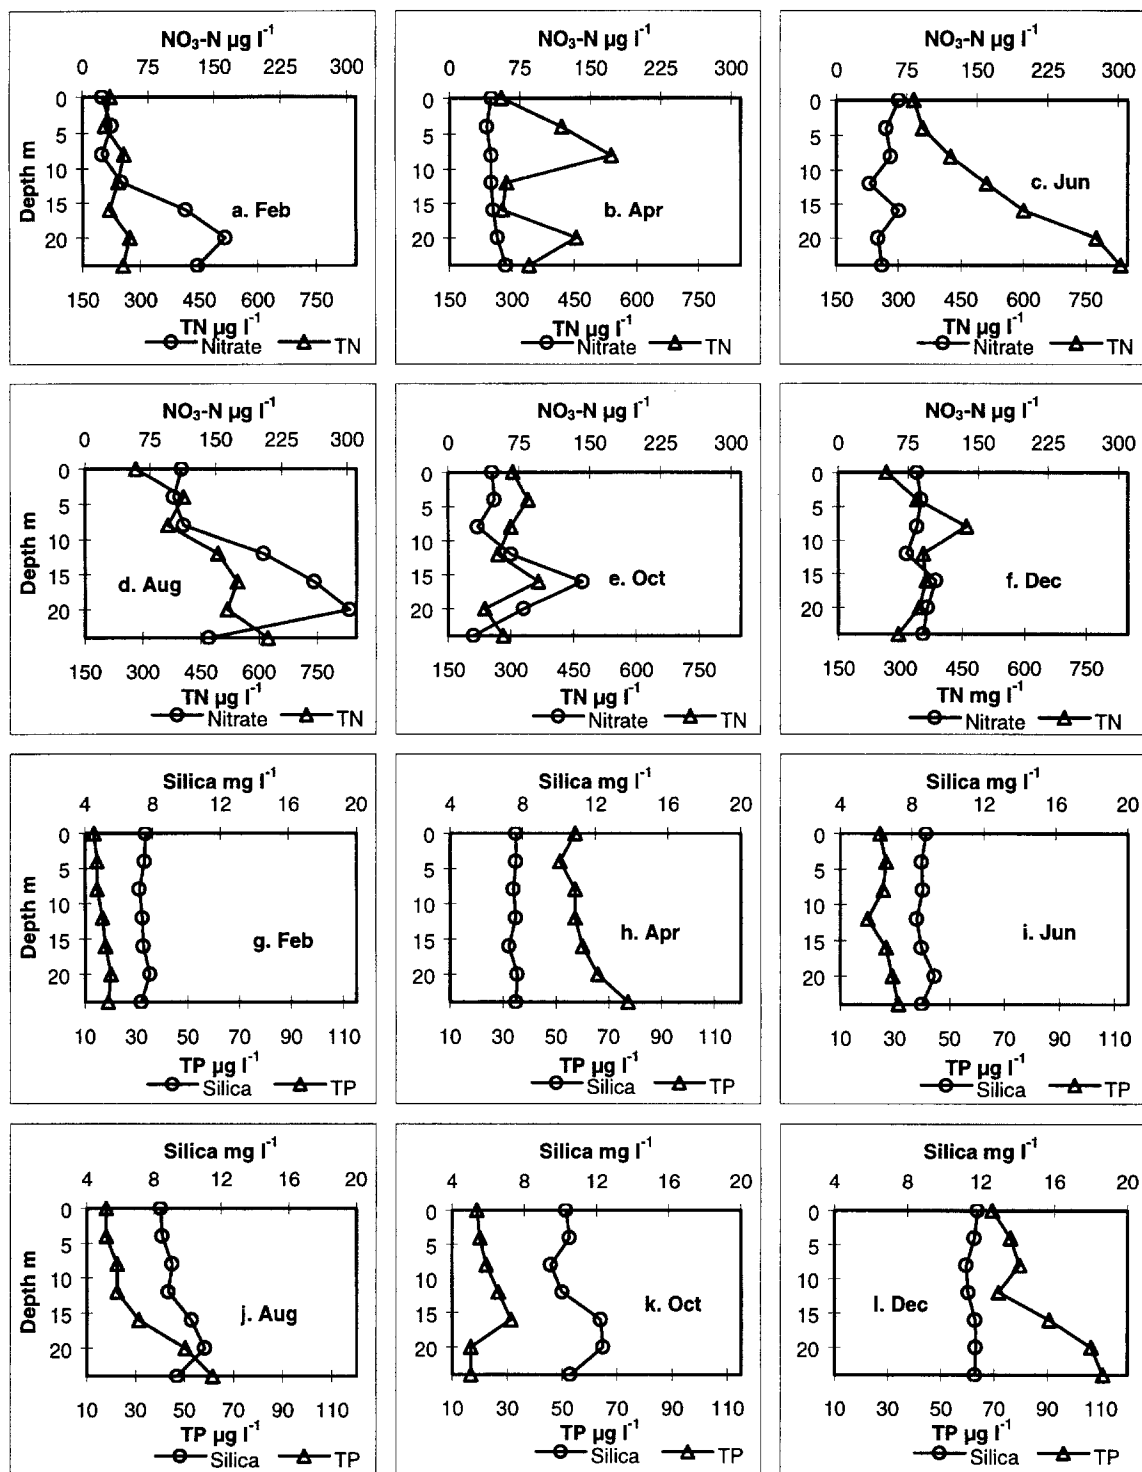 NO3-N µg l-1
0 75 150 225 300
0
5
10
15
20
Depth m
a. Feb
150 300 450 600 750
TN µg l-1
Nitrate TN
NO3-N µg l-1
0 75 150 225 300
0
5
10
15
20
b. Apr
150 300 450 600 750
TN µg l-1
Nitrate TN
NO3-N µg l-1
0 75 150 225 300
0
5
10
15
20
c. Jun
150 300 450 600 750
TN µg l-1
Nitrate TN
NO3-N µg l-1
0 75 150 225 300
0
5
10
15
20
Depth m
d. Aug
150 300 450 600 750
TN µg l-1
Nitrate TN
NO3-N µg l-1
0 75 150 225 300
0
5
10
15
20
e. Oct
150 300 450 600 750
TN µg l-1
Nitrate TN
NO3-N µg l-1
0 75 150 225 300
0
5
10
15
20
f. Dec
150 300 450 600 750
TN mg l-1
Nitrate TN
Silica mg l-1
4 8 12 16 20
0
5
10
15
20
Depth m
g. Feb
10 30 50 70 90 110
TP µg l-1
Silica TP
Silica mg l-1
4 8 12 16 20
0
5
10
15
20
h. Apr
10 30 50 70 90 110
TP µg l-1
Silica TP
Silica mg l-1
4 8 12 16 20
0
5
10
15
20
i. Jun
10 30 50 70 90 110
TP µg l-1
Silica TP
Silica mg l-1
4 8 12 16 20
0
5
10
15
20
Depth m
j. Aug
10 30 50 70 90 110
TP µg l-1
Silica TP
Silica mg l-1
4 8 12 16 20
0
5
10
15
20
k. Oct
10 30 50 70 90 110
TP µg l-1
Silica TP
Silica mg l-1
4 8 12 16 20
0
5
10
15
20
l. Dec
10 30 50 70 90 110
TP µg l-1
Silica TP